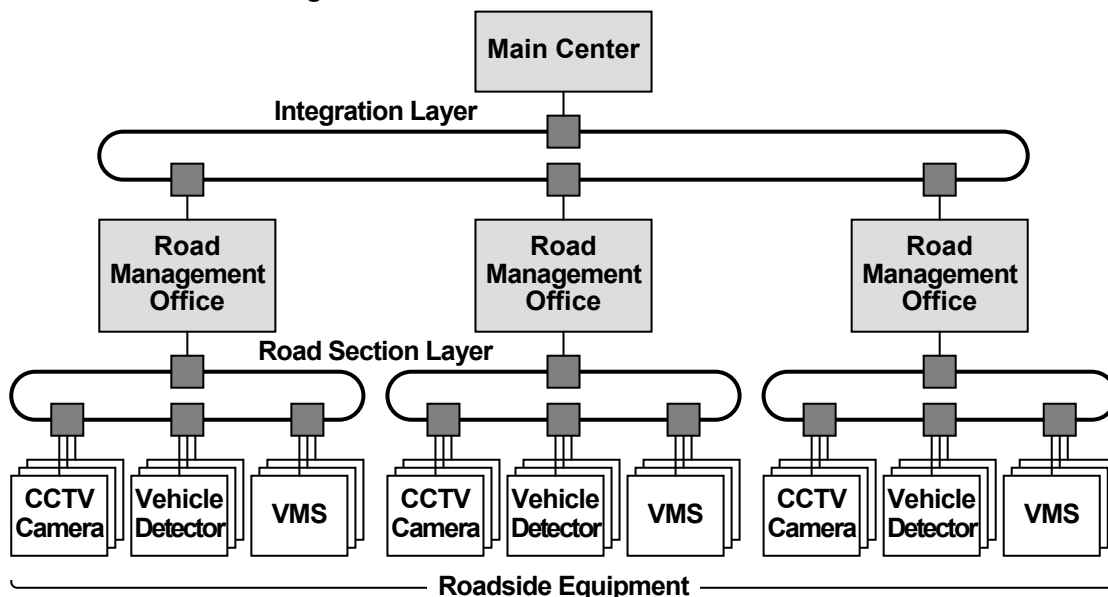 Main Center
Integration Layer
Road
Management
Office
Road
Management
Office
Road
Management
Office
Road Section Layer
CCTV
Camera
Vehicle
Detector
VMS
CCTV
Camera
Vehicle
Detector
VMS
CCTV
Camera
Vehicle
Detector
VMS
Roadside Equipment